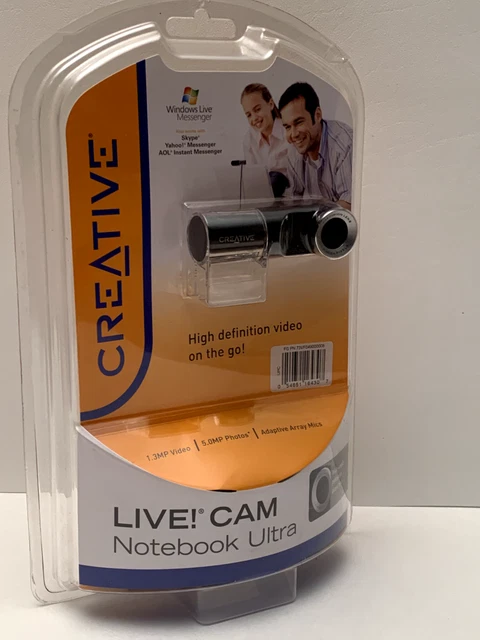 Windows Live
Messenger
Skype®
Yahoo!® Messenger
AOL® Instant Messenger
CREATIVE®
CREATIVE
High definition video
on the go!
1.3MP Video | 5.0MP Photos* | Adaptive Array Mics
LIVE!® CAM
Notebook Ultra